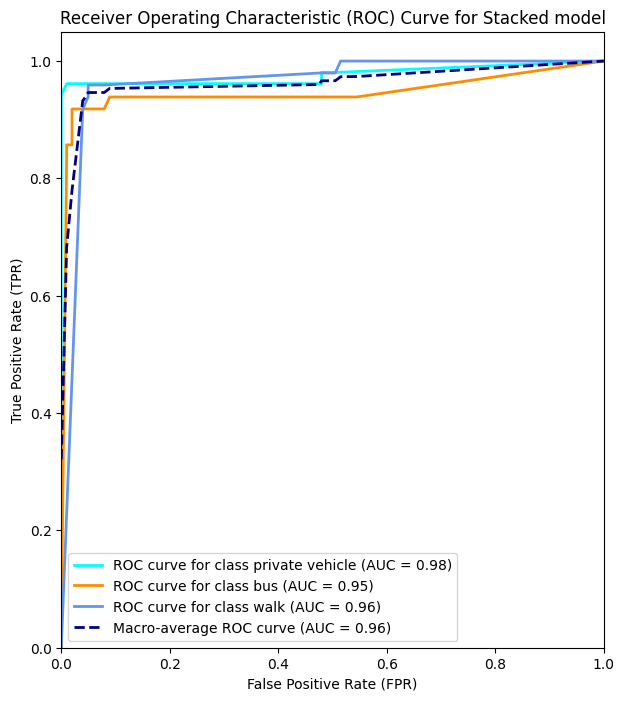 Receiver Operating Characteristic (ROC) Curve for Stacked model
1.0
0.8
0.6
0.4
0.2
0.0
True Positive Rate (TPR)
ROC curve for class private vehicle (AUC = 0.98)
ROC curve for class bus (AUC = 0.95)
ROC curve for class walk (AUC = 0.96)
Macro-average ROC curve (AUC = 0.96)
0.0 0.2 0.4 0.6 0.8 1.0
False Positive Rate (FPR)